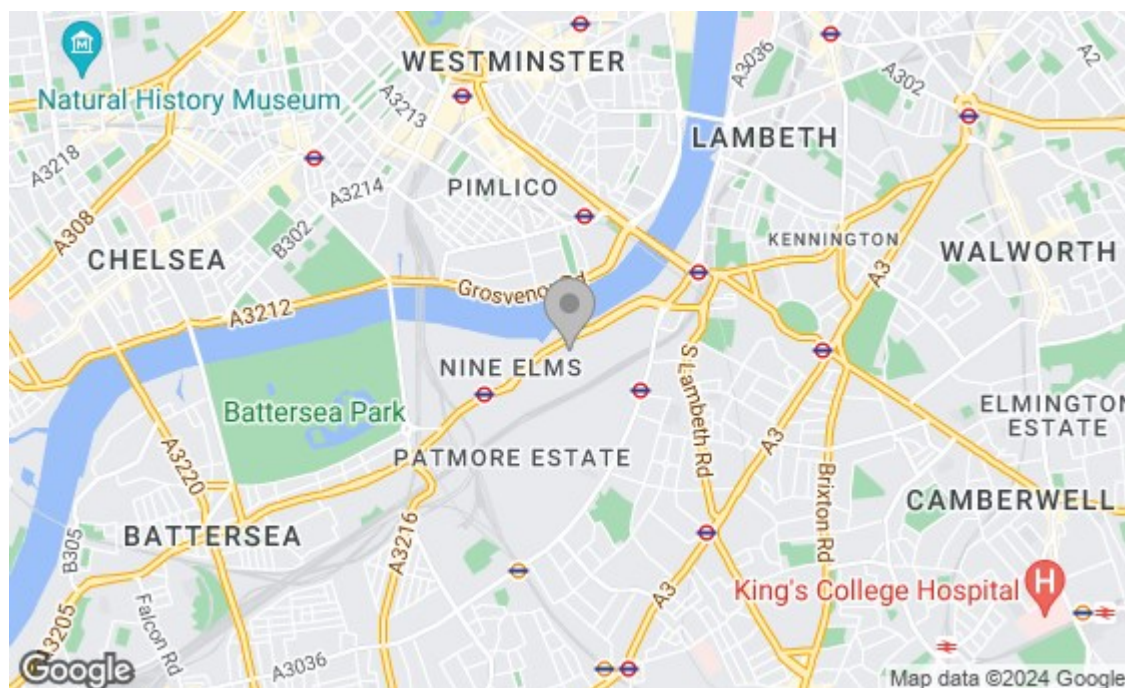 WESTMINSTER
A3036
A2
Natural History Museum
A3213
A302
LAMBETH
A3218
A3214
PIMLICO
A308
B302
KENNINGTON
CHELSEA
WALWORTH
A3
Grosvenor Rd
A3212
NINE ELMS
S Lambeth Rd
ELMINGTON
ESTATE
Battersea Park
A3220
PATMORE ESTATE
A3
Brixton Rd
CAMBERWELL
BATTERSEA
B305
A3216
King's College Hospital
H
A3
A3205
Falcon Rd
A3036
Google
Map data ©2024 Google